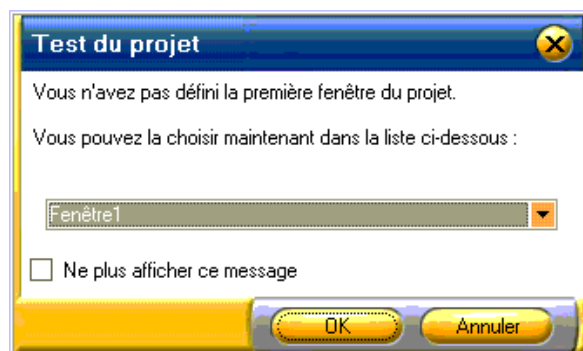 Test du projet
Vous n'avez pas défini la première fenêtre du projet.
Vous pouvez la choisir maintenant dans la liste ci-dessous :
Fenêtre1
Ne plus afficher ce message
OK
Annuler